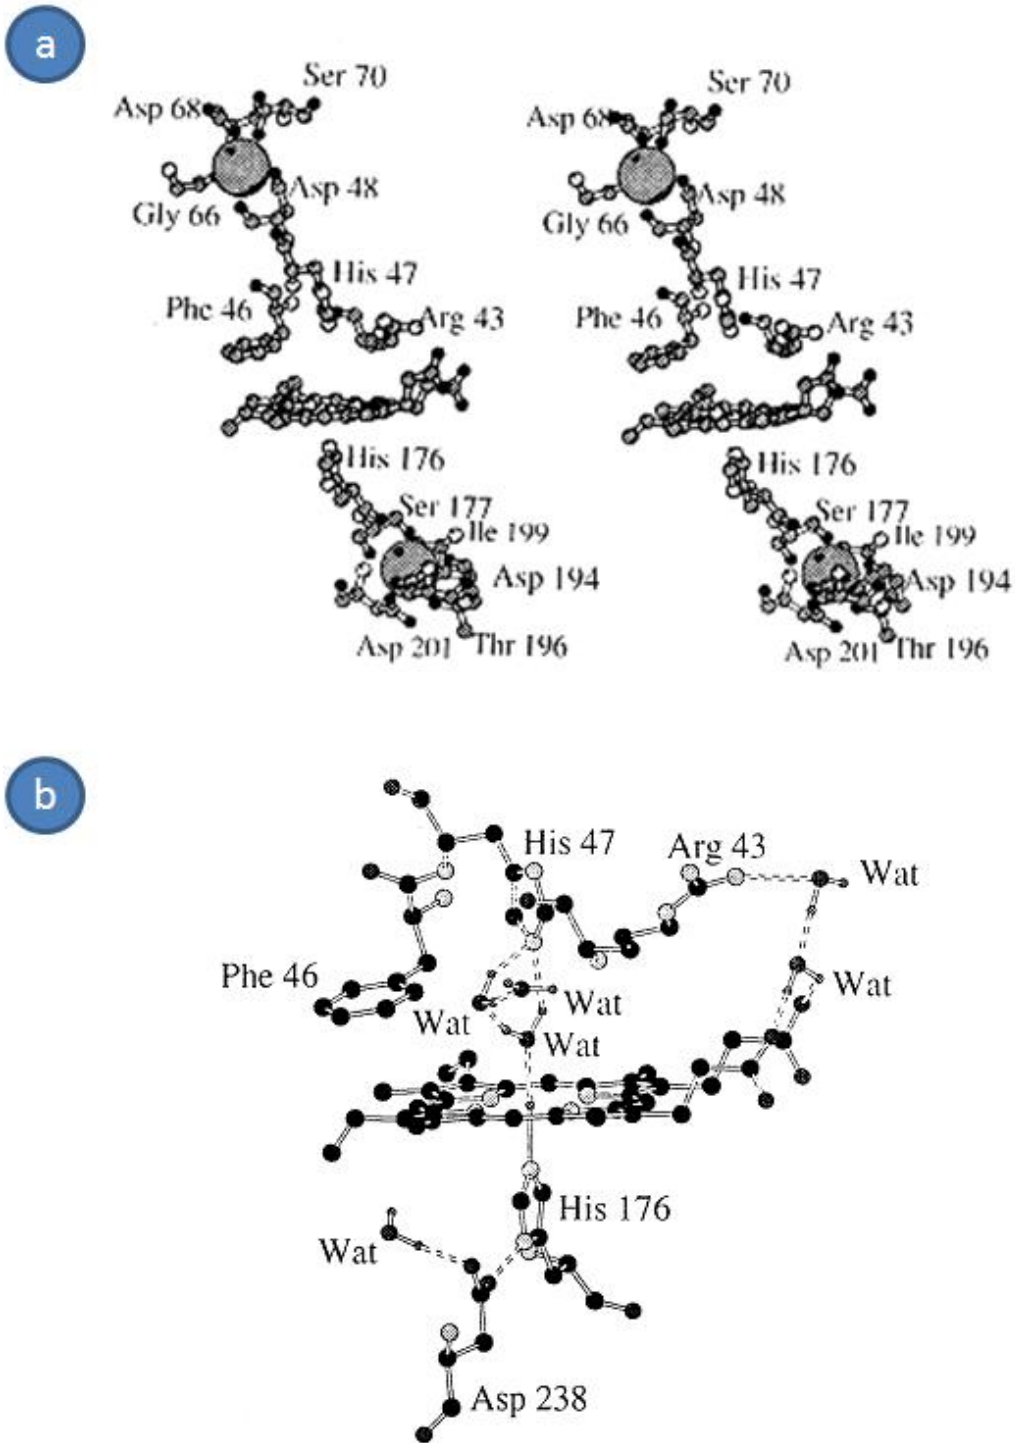 a
Ser 70
Asp 68
Asp 48
Gly 66
His 47
Phe 46
Arg 43
His 176
Ser 177
Ile 199
Asp 194
Asp 201
Thr 196
Ser 70
Asp 68
Asp 48
Gly 66
His 47
Phe 46
Arg 43
His 176
Ser 177
Ile 199
Asp 194
Asp 201
Thr 196
b
His 47
Arg 43
Wat
Phe 46
Wat
Wat
Wat
Wat
His 176
Wat
Asp 238